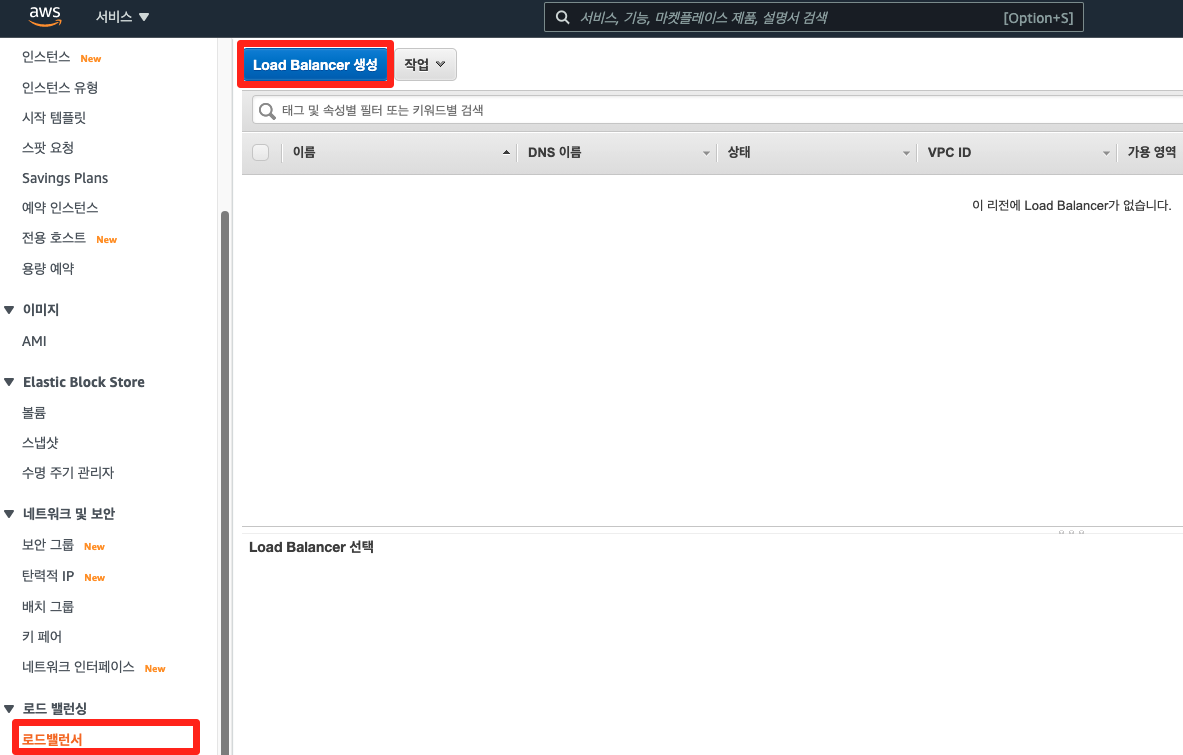 aws 서비스 ▼ 서비스, 기능, 마켓플레이스 제품, 설명서 검색 [Option+S]
인스턴스 New
인스턴스 유형
시작 템플릿
스팟 요청
Savings Plans
예약 인스턴스
전용 호스트 New
용량 예약
이미지
AMI
Elastic Block Store
볼륨
스냅샷
수명 주기 관리자
네트워크 및 보안
보안 그룹 New
탄력적 IP New
배치 그룹
키 페어
네트워크 인터페이스 New
로드 밸런싱
로드밸런서
Load Balancer 생성 작업
태그 및 속성별 필터 또는 키워드별 검색
이름 DNS 이름 상태 VPC ID 가용 영역
이 리전에 Load Balancer가 없습니다.
Load Balancer 선택